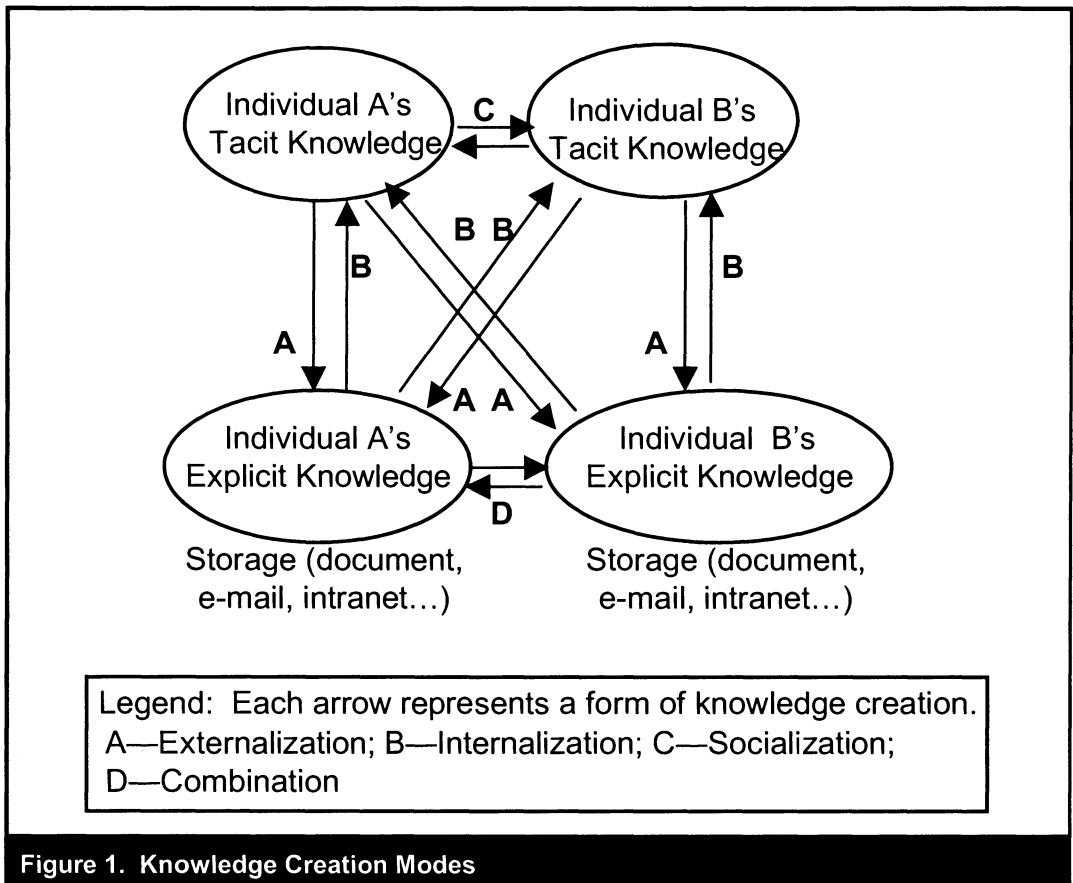 Individual A's
Tacit Knowledge
C
Individual B's
Tacit Knowledge
B B
B
B
A
A
A A
Individual A's
Explicit Knowledge
Individual B's
Explicit Knowledge
D
Storage (document,
e-mail, intranet…)
Storage (document,
e-mail, intranet…)
Legend: Each arrow represents a form of knowledge creation.
A—Externalization; B—Internalization; C—Socialization;
D—Combination
Figure 1. Knowledge Creation Modes